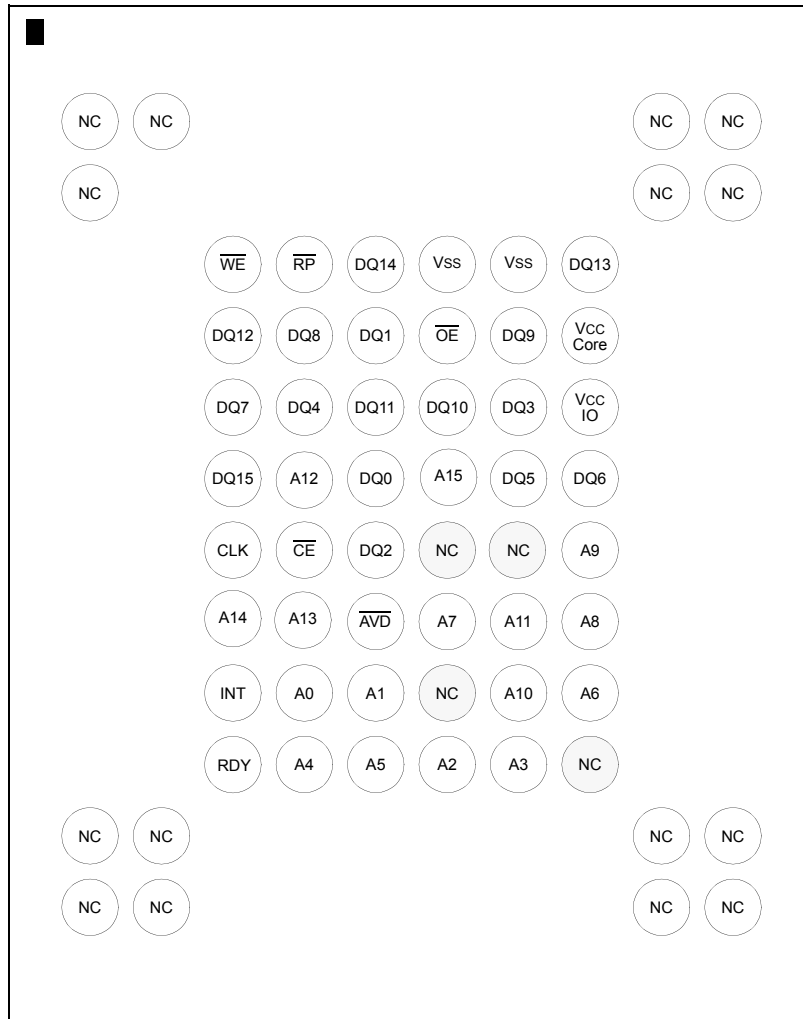 NC NC NC NC
NC NC NC
WE RP DQ14 VSS VSS DQ13
DQ12 DQ8 DQ1 OE DQ9 VCC Core
DQ7 DQ4 DQ11 DQ10 DQ3 VCC IO
DQ15 A12 DQ0 A15 DQ5 DQ6
CLK CE DQ2 NC NC A9
A14 A13 AVD A7 A11 A8
INT A0 A1 NC A10 A6
RDY A4 A5 A2 A3 NC
NC NC NC NC
NC NC NC NC